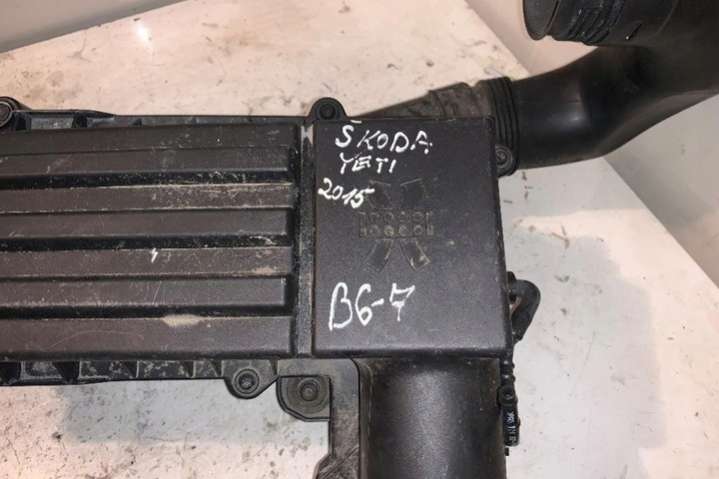 ŠKODA
YETI
2015
B6-7